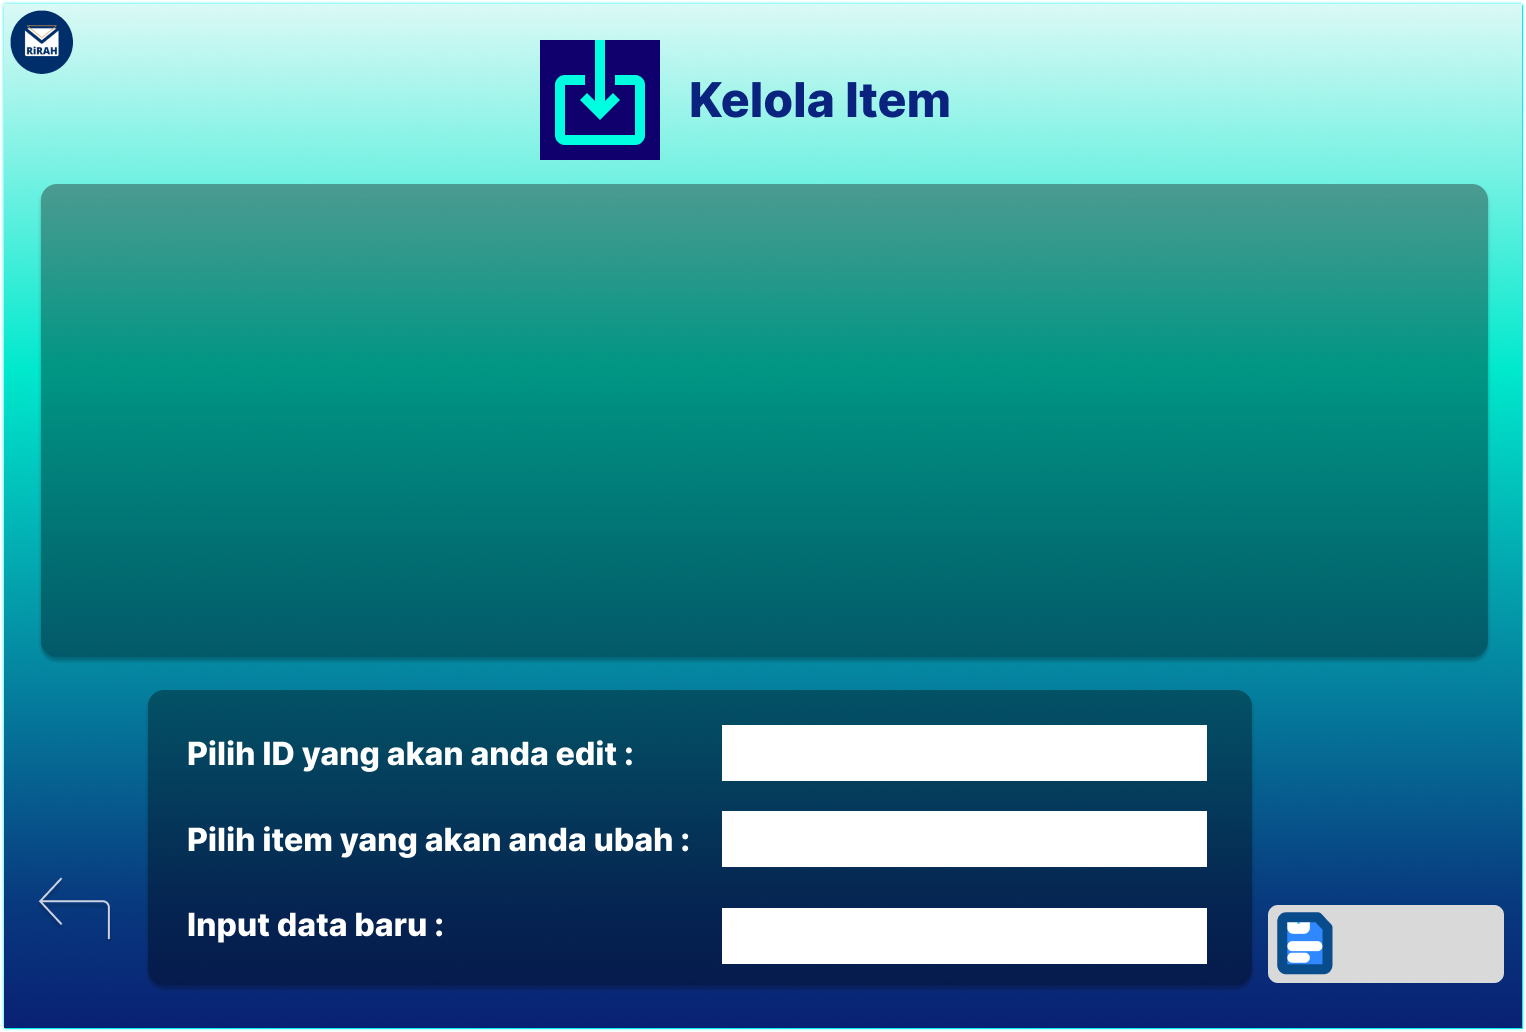 RiRAH
Kelola Item
Pilih ID yang akan anda edit :
Pilih item yang akan anda ubah :
Input data baru :